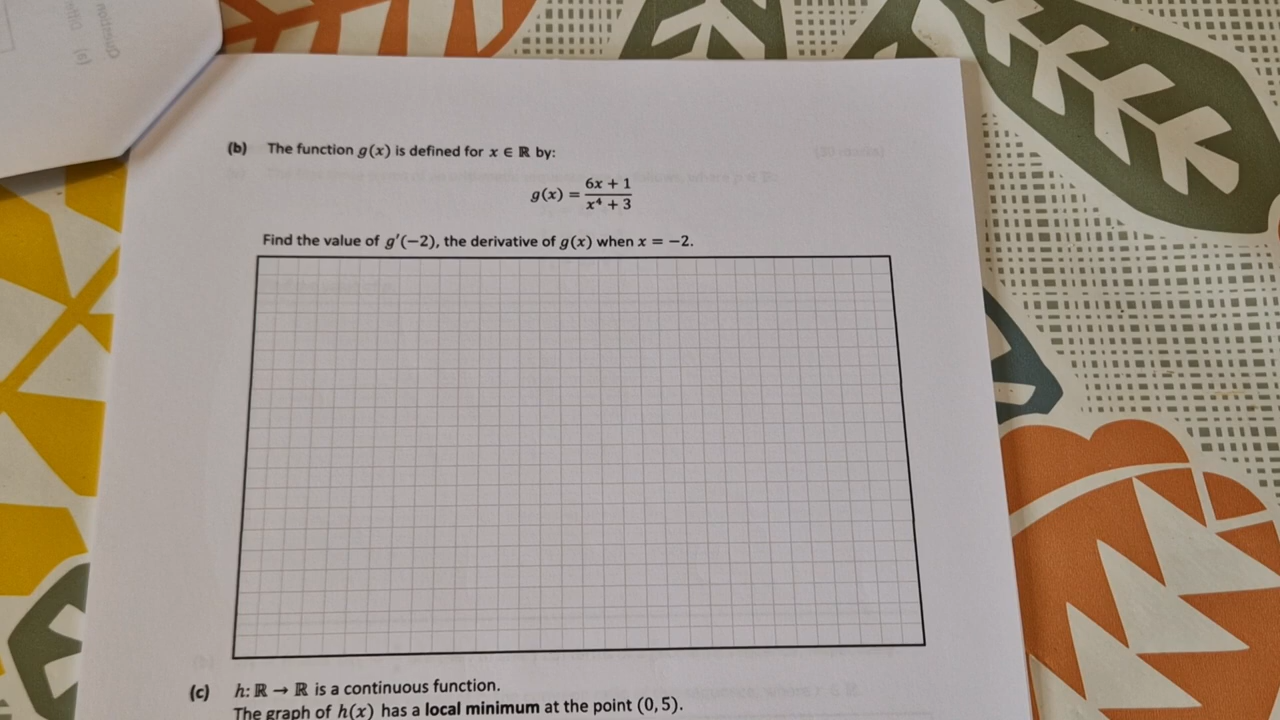 (b) The function g(x) is defined for x ∈ ℝ by:
g(x) = \frac{6x + 1}{x⁴ + 3}
Find the value of g′(−2), the derivative of g(x) when x = −2.
(c) h: ℝ → ℝ is a continuous function.
The graph of h(x) has a local minimum at the point (0, 5).